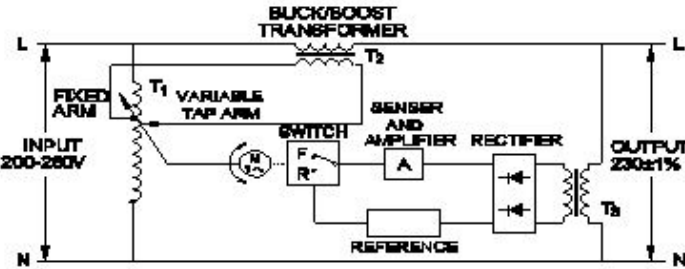 BUCK/BOOST
TRANSFORMER
L
L
T2
T1
FIXED
ARM
VARIABLE
TAP ARM
SENSER
AND
AMPLIFIER
SWITCH
RECTIFIER
INPUT
200-260V
OUTPUT
230±1%
M
F
R
A
T3
REFERENCE
N
N